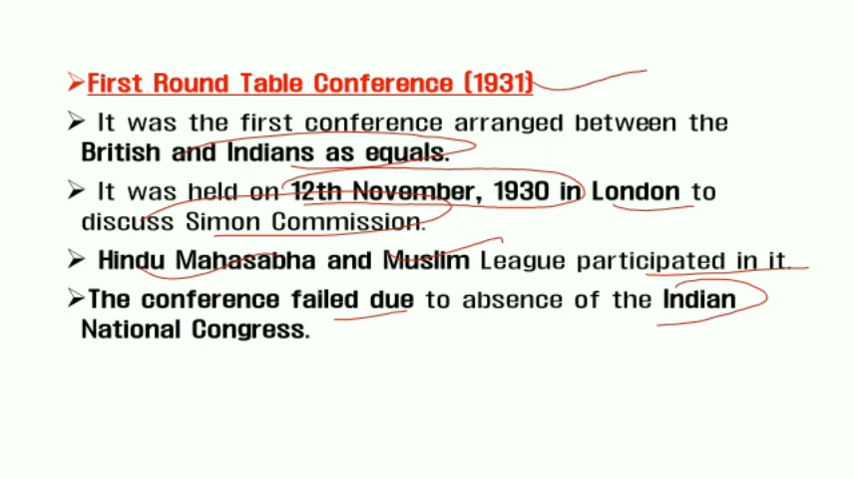 ➢First Round Table Conference (1931)
➢ It was the first conference arranged between the
British and Indians as equals.
➢ It was held on 12th November, 1930 in London to
discuss Simon Commission.
➢ Hindu Mahasabha and Muslim League participated in it.
➢The conference failed due to absence of the Indian
National Congress.